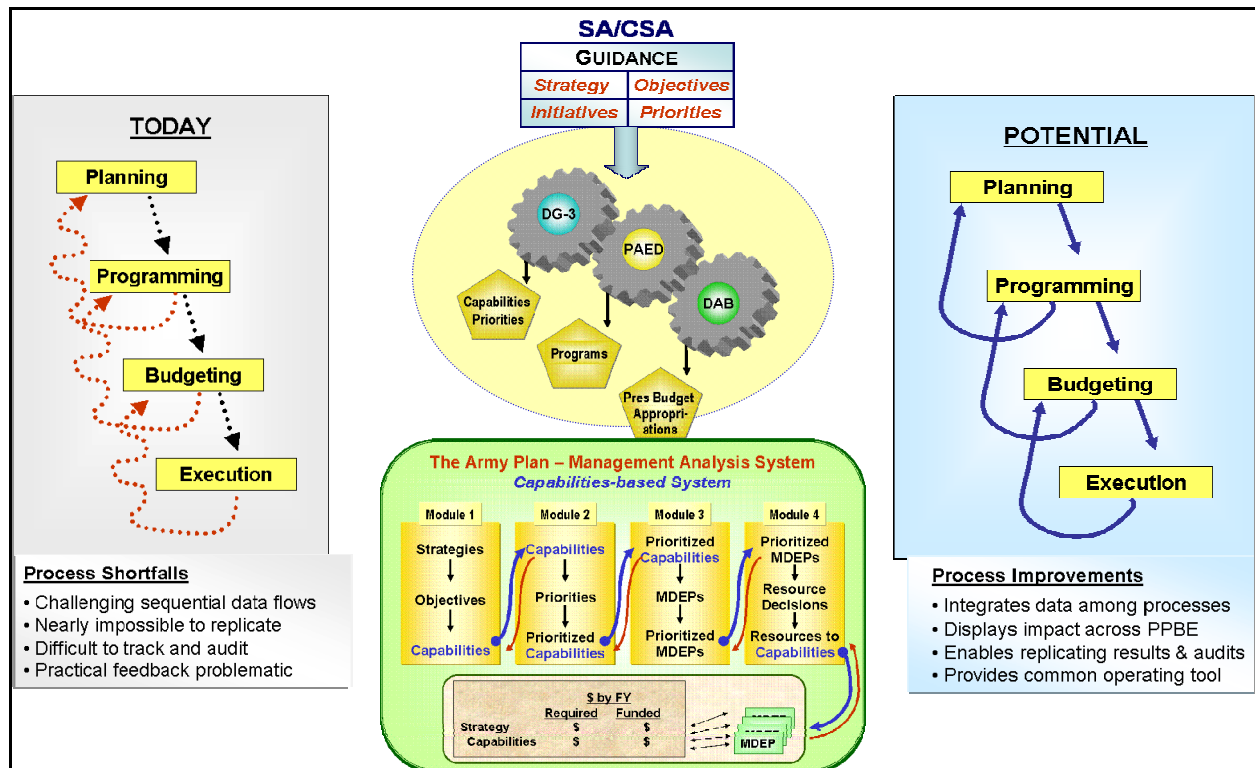 SA/CSA
GUIDANCE
Strategy
Objectives
Initiatives
Priorities
TODAY
Planning
Programming
Budgeting
Execution
Process Shortfalls
• Challenging sequential data flows
• Nearly impossible to replicate
• Difficult to track and audit
• Practical feedback problematic
DG-3
PAED
DAB
Capabilities
Priorities
Programs
Pres Budget
Appropri-
ations
The Army Plan – Management Analysis System
Capabilities-based System
Module 1
Strategies
Objectives
Capabilities
Module 2
Capabilities
Priorities
Prioritized
Capabilities
Module 3
Prioritized
Capabilities
MDEPs
Prioritized
MDEPs
Module 4
Prioritized
MDEPs
Resource
Decisions
Resources to
Capabilities
$ by FY
Required Funded
Strategy $ $
Capabilities $ $
MDEP
POTENTIAL
Planning
Programming
Budgeting
Execution
Process Improvements
• Integrates data among processes
• Displays impact across PPBE
• Enables replicating results & audits
• Provides common operating tool